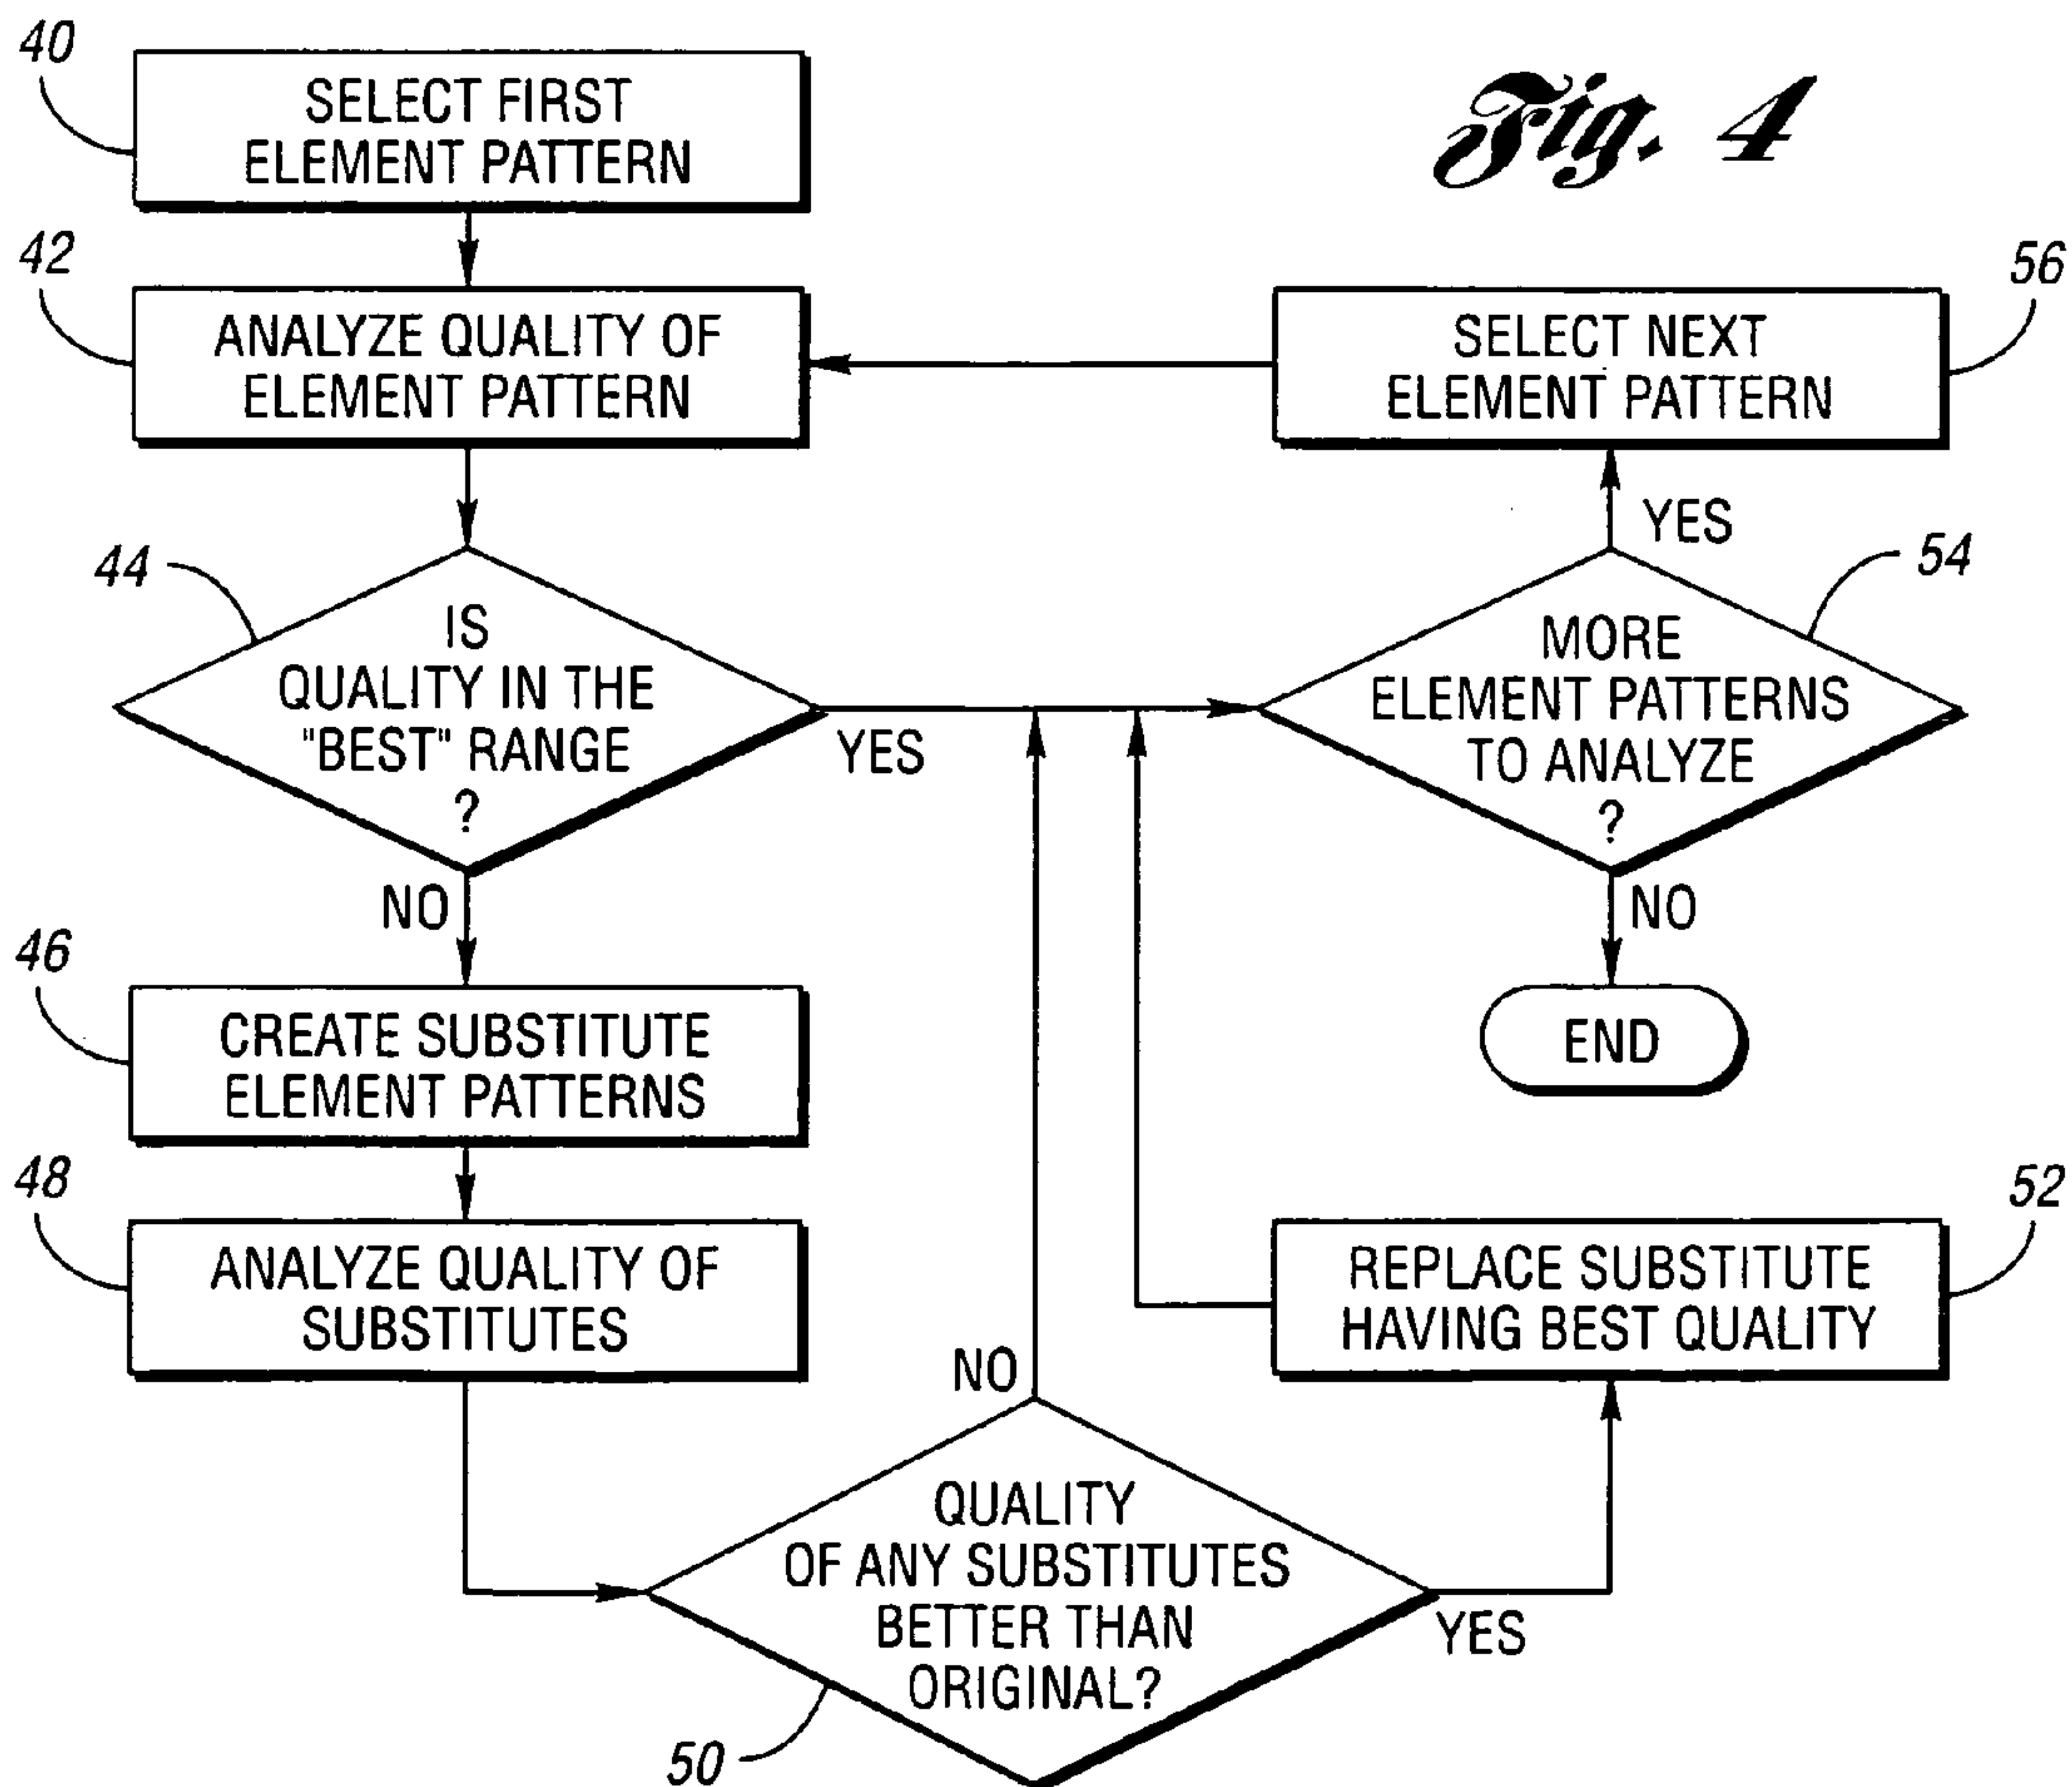 Fig. 4
40
SELECT FIRST
ELEMENT PATTERN
42
ANALYZE QUALITY OF
ELEMENT PATTERN
56
SELECT NEXT
ELEMENT PATTERN
YES
44
IS
QUALITY IN THE
"BEST" RANGE
?
YES
NO
54
MORE
ELEMENT PATTERNS
TO ANALYZE
?
NO
END
46
CREATE SUBSTITUTE
ELEMENT PATTERNS
48
ANALYZE QUALITY OF
SUBSTITUTES
52
REPLACE SUBSTITUTE
HAVING BEST QUALITY
NO
QUALITY
OF ANY SUBSTITUTES
BETTER THAN
ORIGINAL?
YES
50